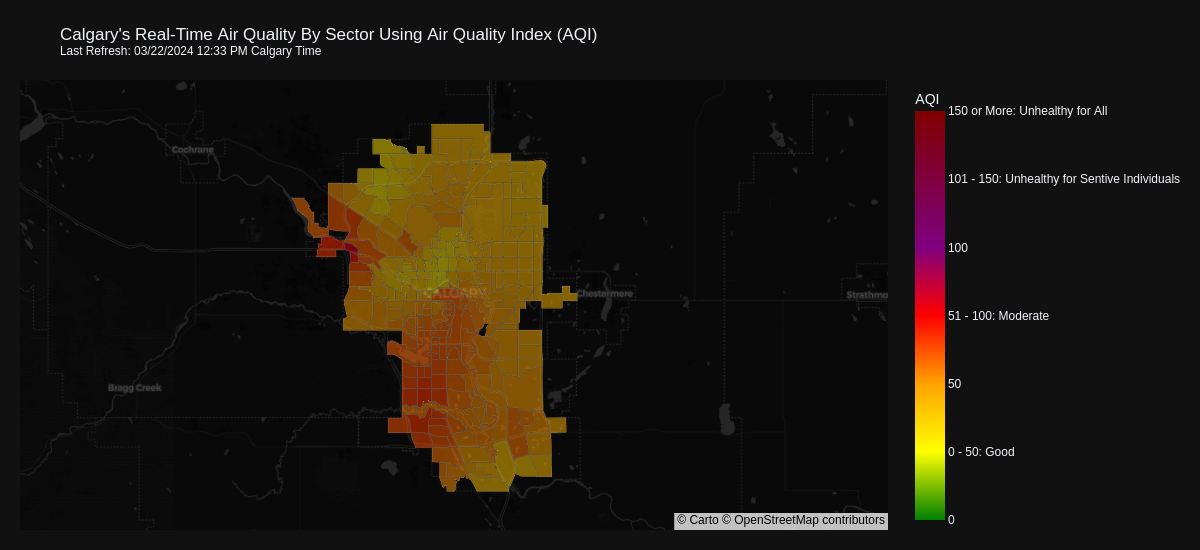 Calgary's Real-Time Air Quality By Sector Using Air Quality Index (AQI)
Last Refresh: 03/22/2024 12:33 PM Calgary Time
AQI
150 or More: Unhealthy for All
Cochrane
101 - 150: Unhealthy for Sentive Individuals
100
CALGARY
Chestermere
Strathmo
51 - 100: Moderate
50
Bragg Creek
0 - 50: Good
0
© Carto © OpenStreetMap contributors